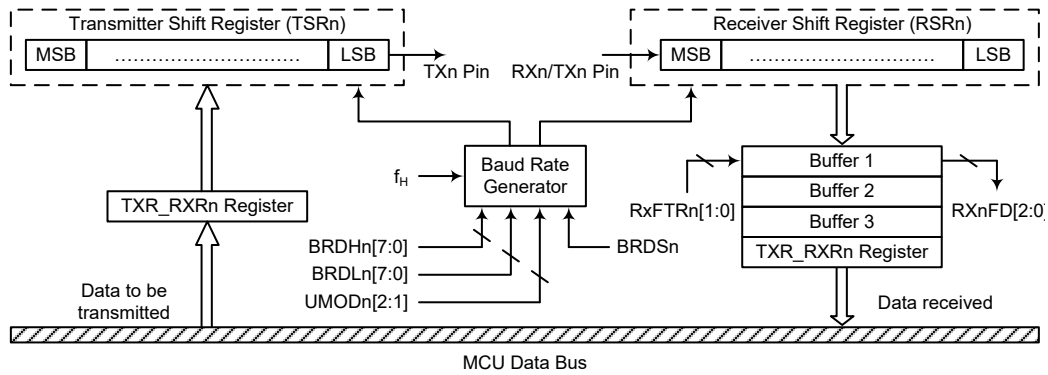 Transmitter Shift Register (TSRn)
MSB ………………………… LSB
TXn Pin
RXn/TXn Pin
Receiver Shift Register (RSRn)
MSB ………………………… LSB
Baud Rate
Generator
fH
BRDHn[7:0]
BRDLn[7:0]
UMODn[2:1]
BRDSn
TXR_RXRn Register
Data to be
transmitted
Buffer 1
Buffer 2
Buffer 3
TXR_RXRn Register
RxFTRn[1:0]
RXnFD[2:0]
Data received
MCU Data Bus